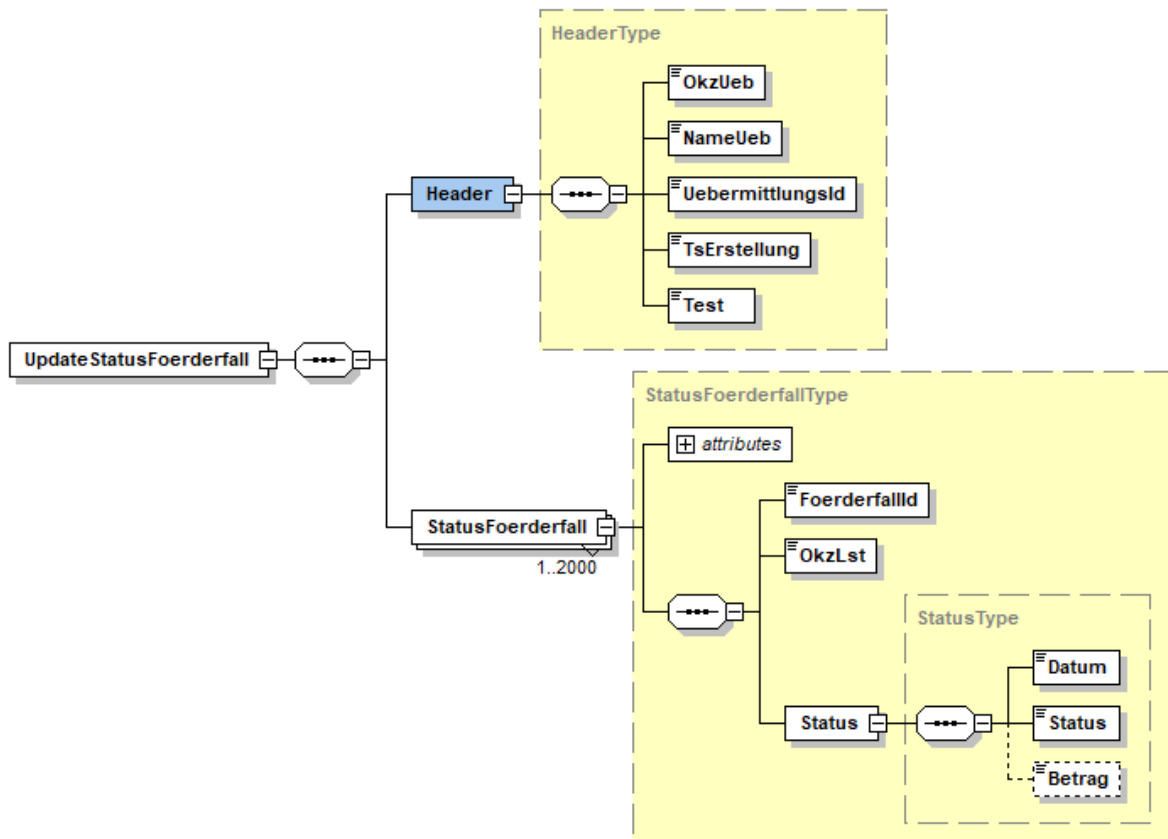 HeaderType
OkzUeb
NameUeb
Header
UebermittlungsId
TsErstellung
Test
UpdateStatusFoerderfall
StatusFoerderfallType
attributes
FoerderfallId
StatusFoerderfall
OkzLst
1..2000
StatusType
Datum
Status
Status
Betrag